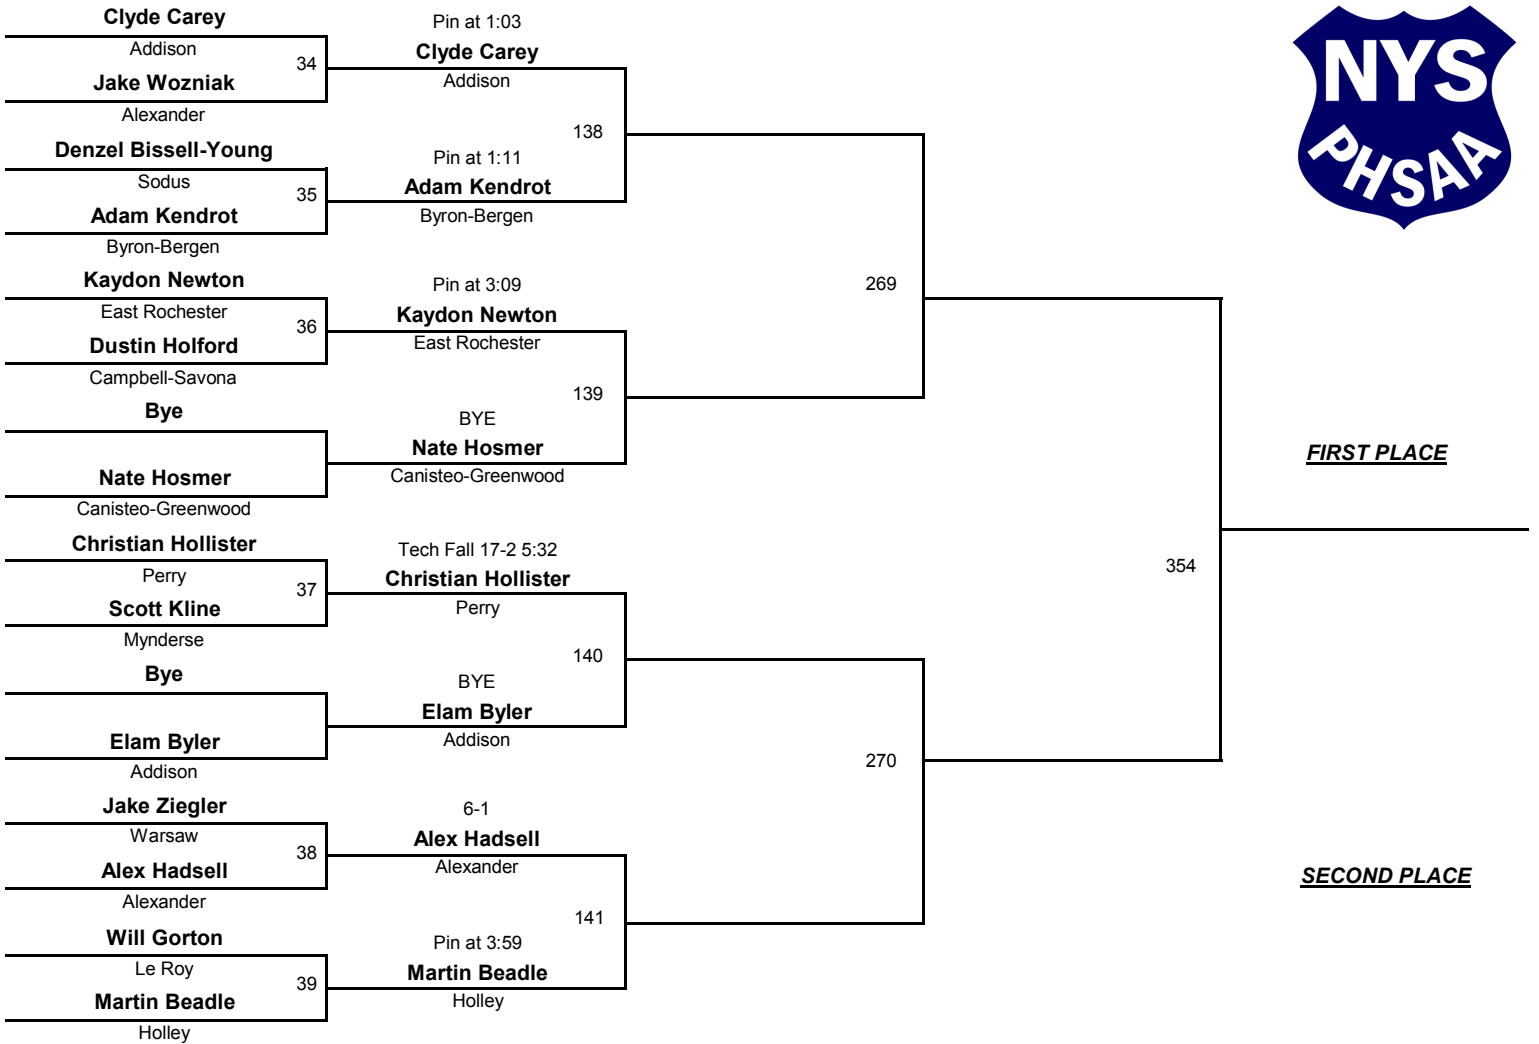 Clyde Carey
Addison
34
Jake Wozniak
Alexander
Denzel Bissell-Young
Sodus
35
Adam Kendrot
Byron-Bergen
Kaydon Newton
East Rochester
36
Dustin Holford
Campbell-Savona
Bye
Nate Hosmer
Canisteo-Greenwood
Christian Hollister
Perry
37
Scott Kline
Mynderse
Bye
Elam Byler
Addison
Jake Ziegler
Warsaw
38
Alex Hadsell
Alexander
Will Gorton
Le Roy
39
Martin Beadle
Holley
Pin at 1:03
Clyde Carey
Addison
138
Pin at 1:11
Adam Kendrot
Byron-Bergen
Pin at 3:09
Kaydon Newton
East Rochester
139
BYE
Nate Hosmer
Canisteo-Greenwood
Tech Fall 17-2 5:32
Christian Hollister
Perry
140
BYE
Elam Byler
Addison
6-1
Alex Hadsell
Alexander
141
Pin at 3:59
Martin Beadle
Holley
269
270
354
NYS
PHSAA
FIRST PLACE
SECOND PLACE